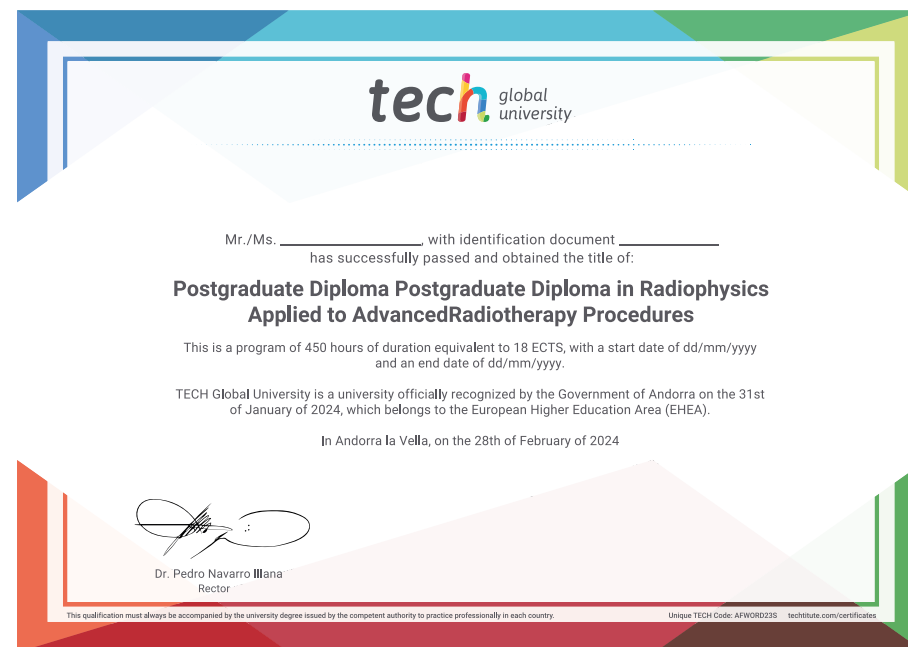 tech global university
Mr./Ms. ____________________, with identification document ______________
has successfully passed and obtained the title of:
Postgraduate Diploma Postgraduate Diploma in Radiophysics
Applied to AdvancedRadiotherapy Procedures
This is a program of 450 hours of duration equivalent to 18 ECTS, with a start date of dd/mm/yyyy
and an end date of dd/mm/yyyy.
TECH Global University is a university officially recognized by the Government of Andorra on the 31st
of January of 2024, which belongs to the European Higher Education Area (EHEA).
In Andorra la Vella, on the 28th of February of 2024
Dr. Pedro Navarro Illana
Rector
This qualification must always be accompanied by the university degree issued by the competent authority to practice professionally in each country.
Unique TECH Code: AFWORD23S techtitute.com/certificates